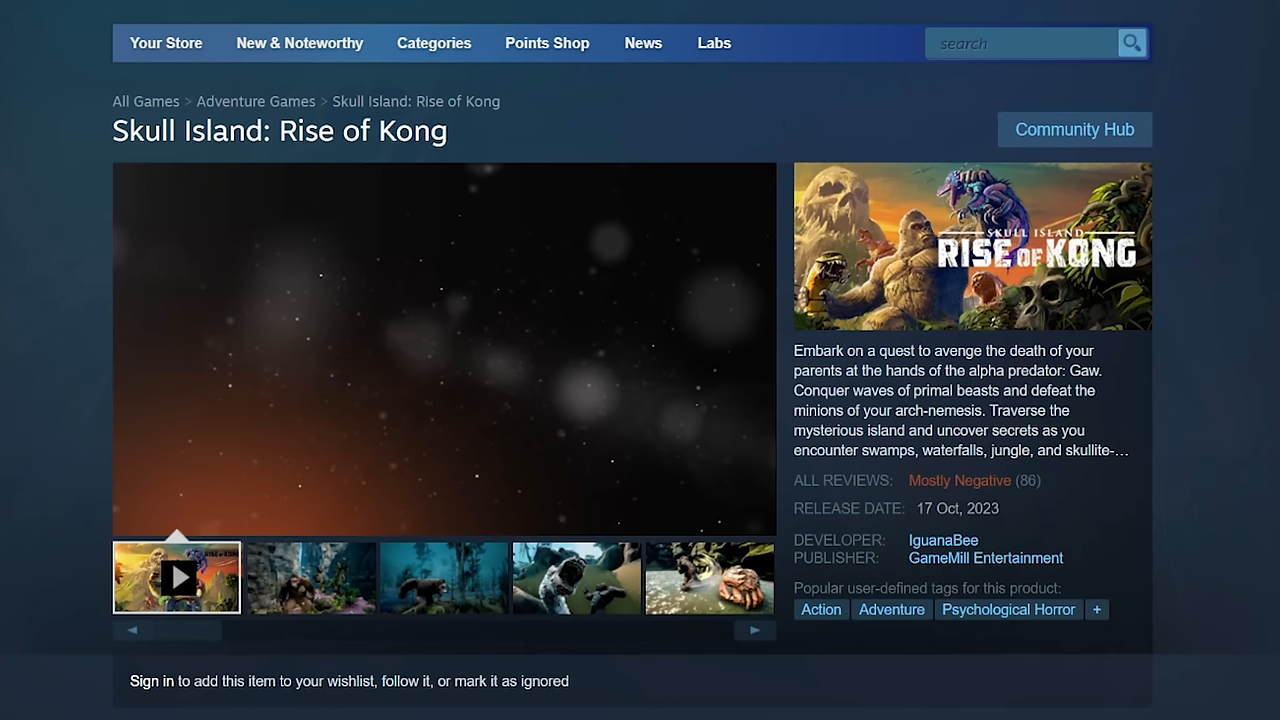 Your Store New & Noteworthy Categories Points Shop News Labs search
All Games > Adventure Games > Skull Island: Rise of Kong
Skull Island: Rise of Kong
Community Hub
SKULL ISLAND
RISE OF KONG
Embark on a quest to avenge the death of your
parents at the hands of the alpha predator: Gaw.
Conquer waves of primal beasts and defeat the
minions of your arch-nemesis. Traverse the
mysterious island and uncover secrets as you
encounter swamps, waterfalls, jungle, and skullite-...
ALL REVIEWS: Mostly Negative (86)
RELEASE DATE: 17 Oct, 2023
DEVELOPER: IguanaBee
PUBLISHER: GameMill Entertainment
Popular user-defined tags for this product:
Action Adventure Psychological Horror +
RISE OF KONG
Sign in to add this item to your wishlist, follow it, or mark it as ignored